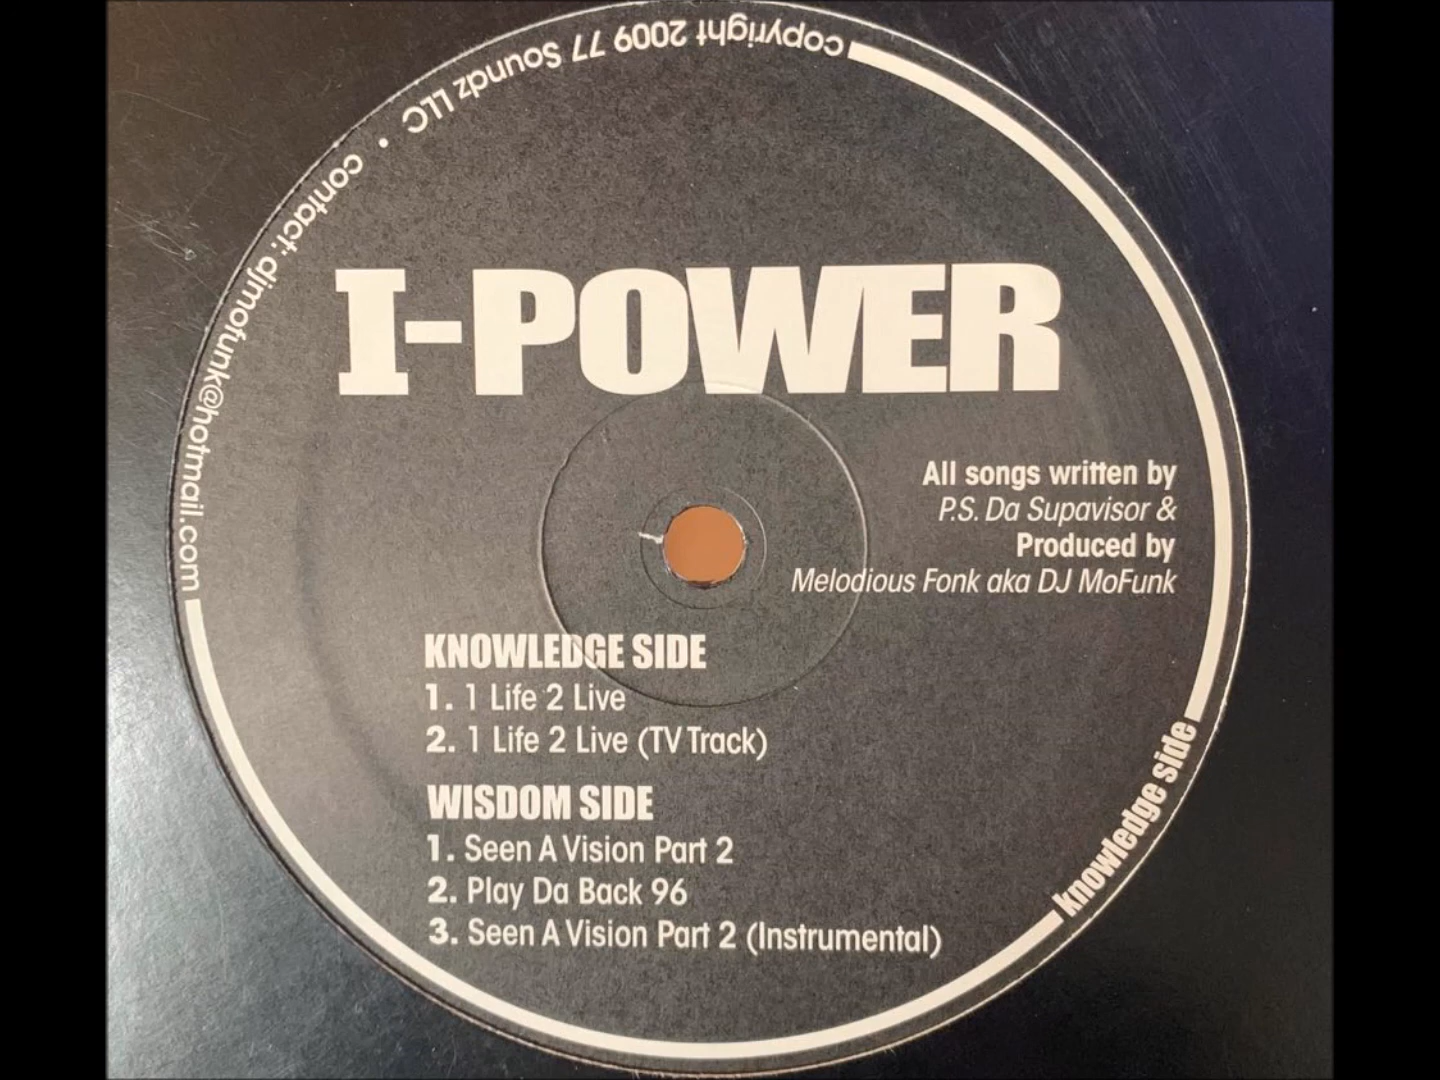 copyright 2009 77 Soundz LLC • contact: djmofunk@hotmail.com
I-POWER
All songs written by
P.S. Da Supavisor &
Produced by
Melodious Fonk aka DJ MoFunk
KNOWLEDGE SIDE
1. 1 Life 2 Live
2. 1 Life 2 Live (TV Track)
WISDOM SIDE
1. Seen A Vision Part 2
2. Play Da Back 96
3. Seen A Vision Part 2 (Instrumental)
knowledge side